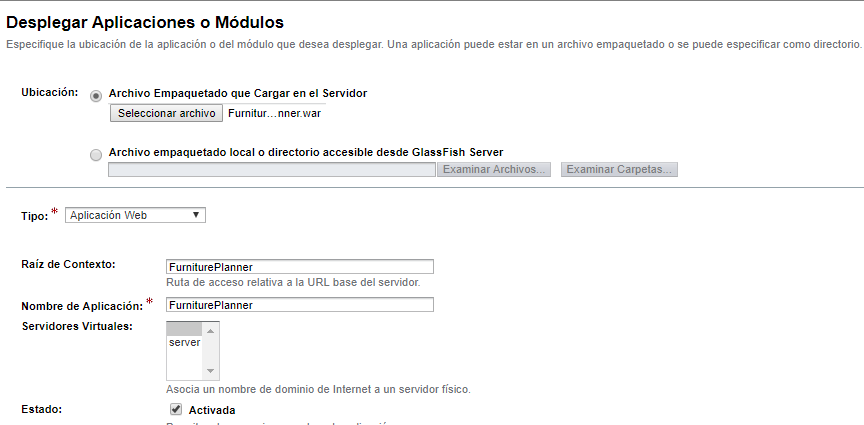 Desplegar Aplicaciones o Módulos
Especifique la ubicación de la aplicación o del módulo que desea desplegar. Una aplicación puede estar en un archivo empaquetado o se puede especificar como directorio.
Ubicación: Archivo Empaquetado que Cargar en el Servidor
Seleccionar archivo Furnitur...nner.war
Archivo empaquetado local o directorio accesible desde GlassFish Server
Examinar Archivos... Examinar Carpetas...
Tipo: * Aplicación Web
Raíz de Contexto: FurniturePlanner
Ruta de acceso relativa a la URL base del servidor.
Nombre de Aplicación: * FurniturePlanner
Servidores Virtuales:
server
Asocia un nombre de dominio de Internet a un servidor físico.
Estado: Activada